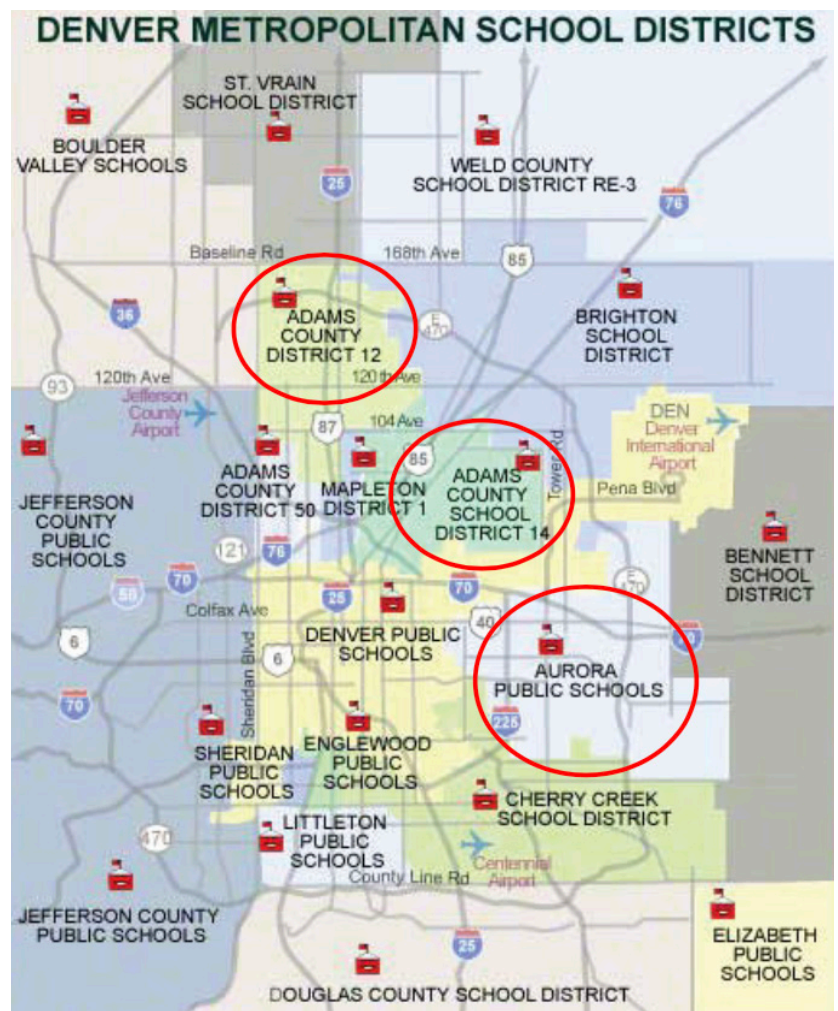 DENVER METROPOLITAN SCHOOL DISTRICTS
ST. VRAIN
SCHOOL DISTRICT
BOULDER
VALLEY SCHOOLS
WELD COUNTY
SCHOOL DISTRICT RE-3
25
76
Baseline Rd
168th Ave
85
ADAMS
COUNTY
DISTRICT 12
BRIGHTON
SCHOOL
DISTRICT
36
E
470
93
120th Ave
120 th Ave
Jefferson
County
Airport
87
104 Ave
DEN
Denver
International
Airport
85
Tower Rd
Pena Blvd
JEFFERSON
COUNTY
PUBLIC
SCHOOLS
ADAMS
COUNTY
DISTRICT 50
MAPLETON
DISTRICT 1
ADAMS
COUNTY
SCHOOL
DISTRICT 14
BENNETT
SCHOOL
DISTRICT
121
76
70
50
25
70
E
470
Colfax Ave
40
70
DENVER PUBLIC
SCHOOLS
6
6
Sheridan Blvd
AURORA
PUBLIC SCHOOLS
70
225
SHERIDAN
PUBLIC
SCHOOLS
ENGLEWOOD
PUBLIC
SCHOOLS
CHERRY CREEK
SCHOOL DISTRICT
470
LITTLETON
PUBLIC
SCHOOLS
Centennial
Airport
County Line Rd
JEFFERSON COUNTY
PUBLIC SCHOOLS
25
ELIZABETH
PUBLIC
SCHOOLS
DOUGLAS COUNTY SCHOOL DISTRICT